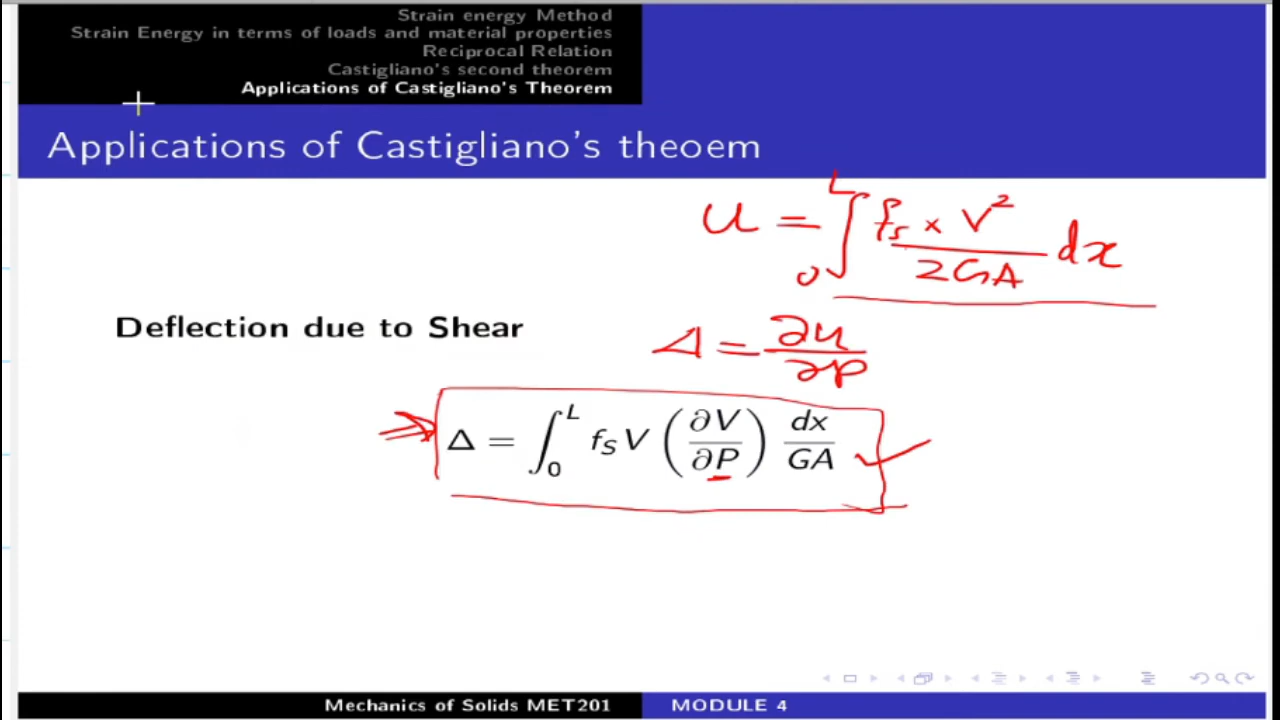 Strain energy Method
Strain Energy in terms of loads and material properties
Reciprocal Relation
Castigliano's second theorem
Applications of Castigliano's Theorem
Applications of Castigliano's theoem
U = ∫₀ᴸ fs × V² / 2GA dx
Deflection due to Shear
Δ = ∂u / ∂P
Δ = ∫₀ᴸ fₛ V (∂V / ∂P) dx / GA
Mechanics of Solids MET201 MODULE 4